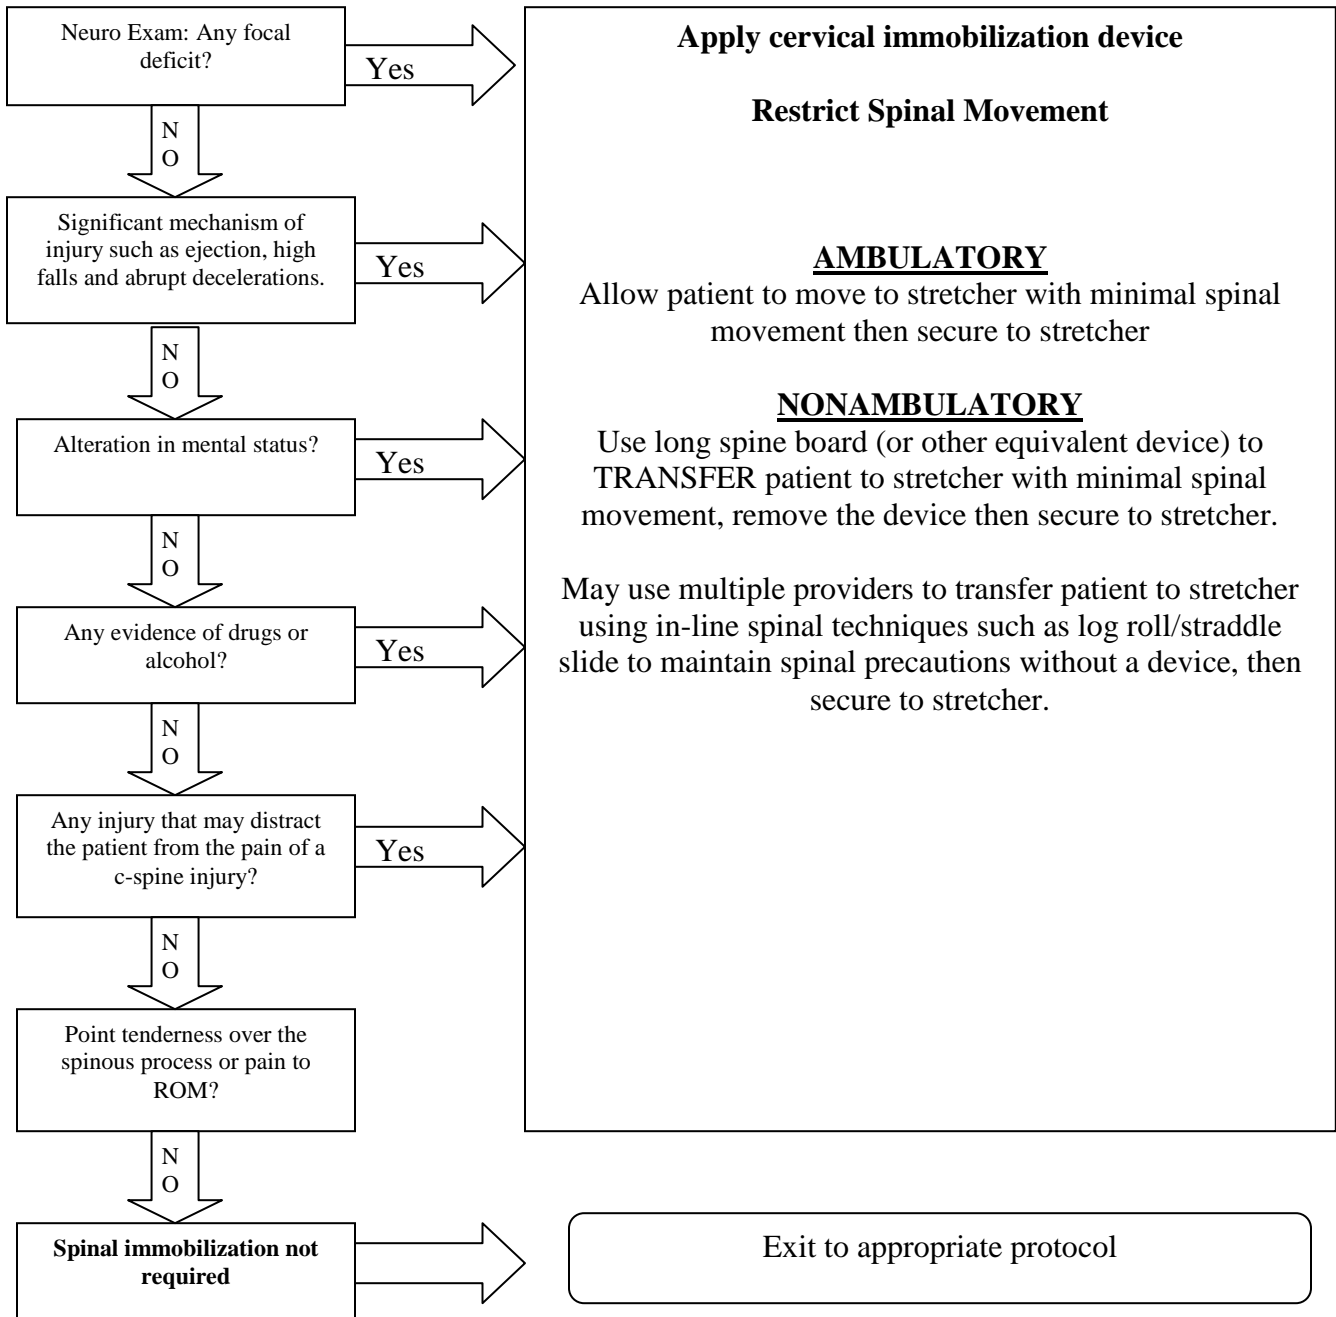 Neuro Exam: Any focal
deficit?
Yes
N
O
Significant mechanism of
injury such as ejection, high
falls and abrupt decelerations.
Yes
N
O
Alteration in mental status?
Yes
N
O
Any evidence of drugs or
alcohol?
Yes
N
O
Any injury that may distract
the patient from the pain of a
c-spine injury?
Yes
N
O
Point tenderness over the
spinous process or pain to
ROM?
N
O
Spinal immobilization not
required
Apply cervical immobilization device
Restrict Spinal Movement
AMBULATORY
Allow patient to move to stretcher with minimal spinal
movement then secure to stretcher
NONAMBULATORY
Use long spine board (or other equivalent device) to
TRANSFER patient to stretcher with minimal spinal
movement, remove the device then secure to stretcher.
May use multiple providers to transfer patient to stretcher
using in-line spinal techniques such as log roll/straddle
slide to maintain spinal precautions without a device, then
secure to stretcher.
Exit to appropriate protocol